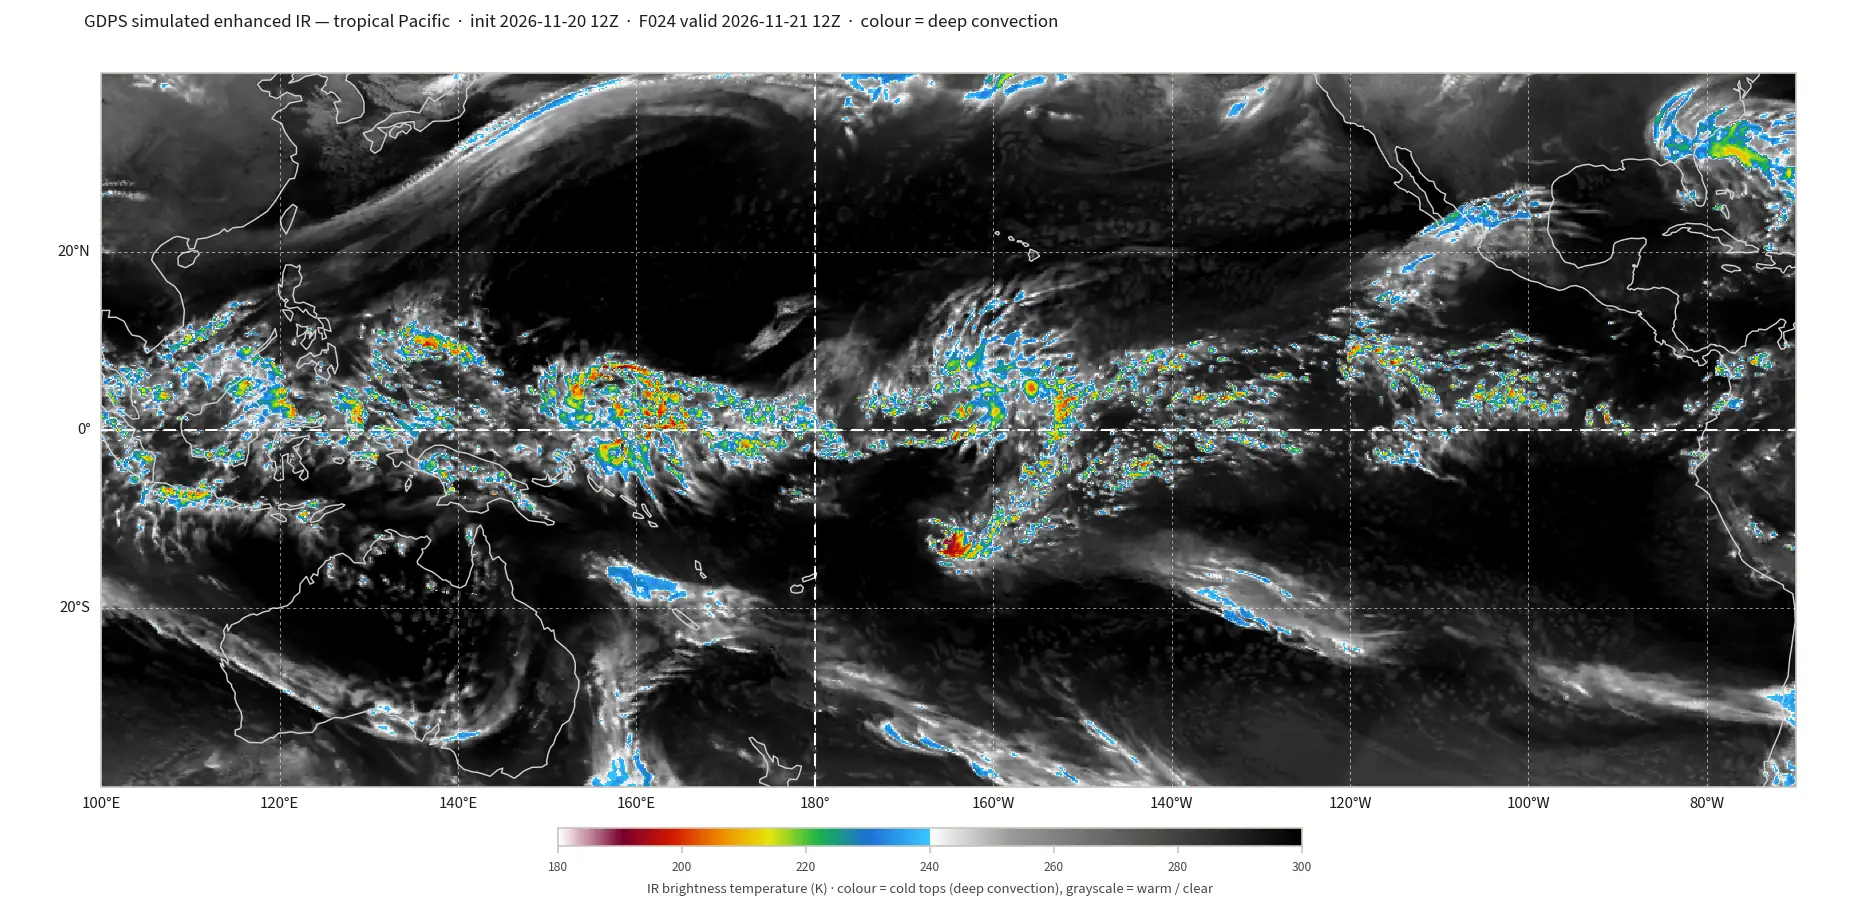 GDPS simulated enhanced IR — tropical Pacific · init 2026-11-20 12Z · F024 valid 2026-11-21 12Z · colour = deep convection
20°N
0°
20°S
100°E 120°E 140°E 160°E 180° 160°W 140°W 120°W 100°W 80°W
180 200 220 240 260 280 300
IR brightness temperature (K) · colour = cold tops (deep convection), grayscale = warm / clear